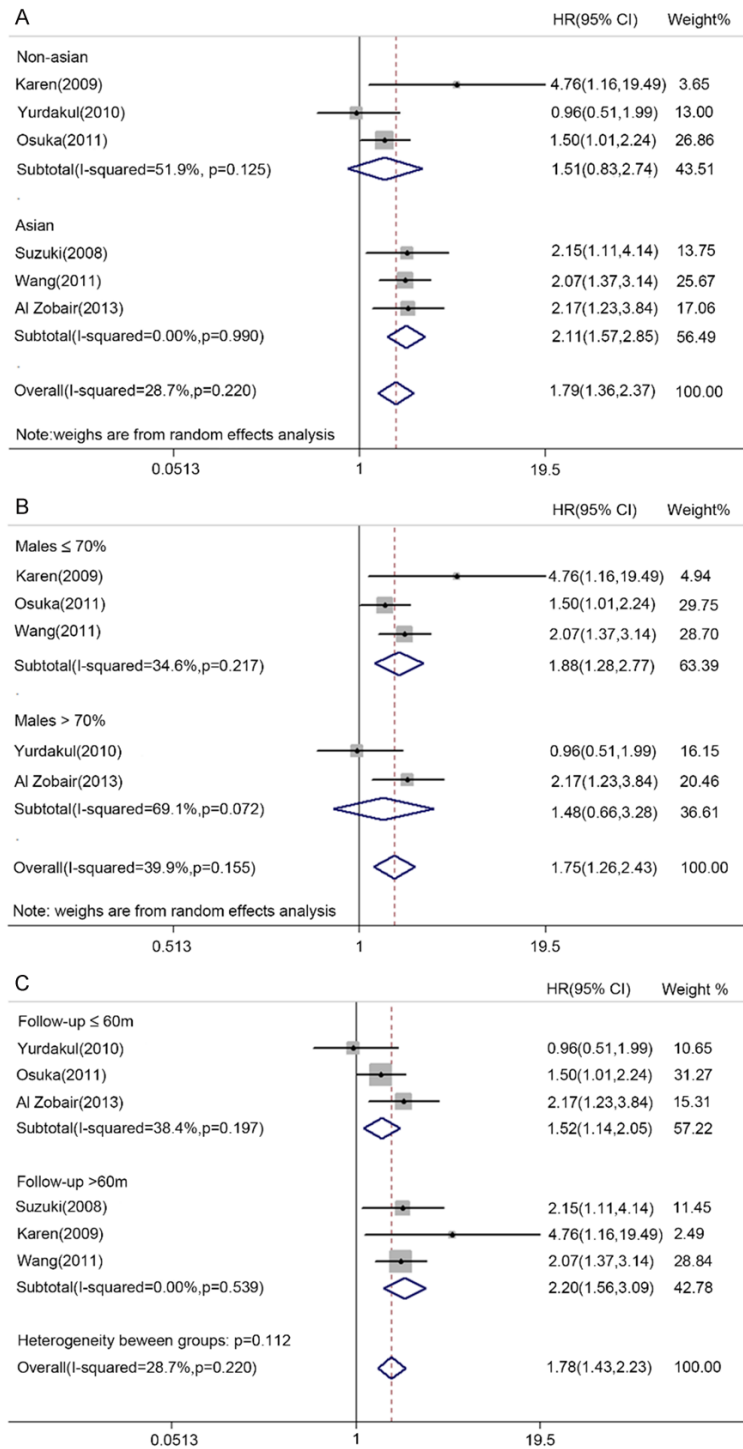 A
HR(95% CI) Weight%
Non-asian
Karen(2009) 4.76(1.16,19.49) 3.65
Yurdakul(2010) 0.96(0.51,1.99) 13.00
Osuka(2011) 1.50(1.01,2.24) 26.86
Subtotal(I-squared=51.9%, p=0.125) 1.51(0.83,2.74) 43.51
.
Asian
Suzuki(2008) 2.15(1.11,4.14) 13.75
Wang(2011) 2.07(1.37,3.14) 25.67
Al Zobair(2013) 2.17(1.23,3.84) 17.06
Subtotal(I-squared=0.00%,p=0.990) 2.11(1.57,2.85) 56.49
.
Overall(I-squared=28.7%,p=0.220) 1.79(1.36,2.37) 100.00
Note:weighs are from random effects analysis
0.0513 1 19.5
B
HR(95% CI) Weight%
Males ≤ 70%
Karen(2009) 4.76(1.16,19.49) 4.94
Osuka(2011) 1.50(1.01,2.24) 29.75
Wang(2011) 2.07(1.37,3.14) 28.70
Subtotal(I-squared=34.6%,p=0.217) 1.88(1.28,2.77) 63.39
.
Males > 70%
Yurdakul(2010) 0.96(0.51,1.99) 16.15
Al Zobair(2013) 2.17(1.23,3.84) 20.46
Subtotal(I-squared=69.1%,p=0.072) 1.48(0.66,3.28) 36.61
.
Overall(I-squared=39.9%,p=0.155) 1.75(1.26,2.43) 100.00
Note: weighs are from random effects analysis
0.513 1 19.5
C
HR(95% CI) Weight %
Follow-up ≤ 60m
Yurdakul(2010) 0.96(0.51,1.99) 10.65
Osuka(2011) 1.50(1.01,2.24) 31.27
Al Zobair(2013) 2.17(1.23,3.84) 15.31
Subtotal(I-squared=38.4%,p=0.197) 1.52(1.14,2.05) 57.22
Follow-up >60m
Suzuki(2008) 2.15(1.11,4.14) 11.45
Karen(2009) 4.76(1.16,19.49) 2.49
Wang(2011) 2.07(1.37,3.14) 28.84
Subtotal(I-squared=0.00%,p=0.539) 2.20(1.56,3.09) 42.78
Heterogeneity beween groups: p=0.112
Overall(I-squared=28.7%,p=0.220) 1.78(1.43,2.23) 100.00
0.0513 1 19.5